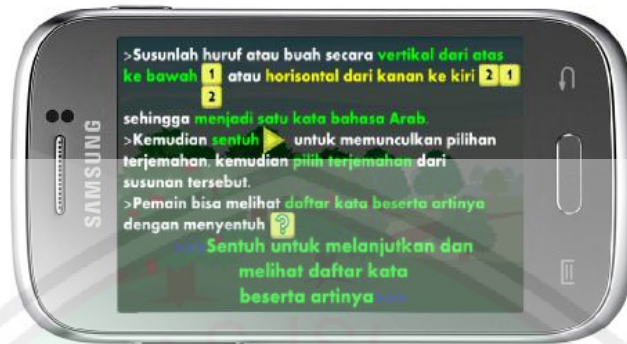 >Susunlah huruf atau buah secara vertikal dari atas
ke bawah 1 atau horisontal dari kanan ke kiri 2 1
2
sehingga menjadi satu kata bahasa Arab.
>Kemudian sentuh untuk memunculkan pilihan
terjemahan, kemudian pilih terjemahan dari
susunan tersebut.
>Pemain bisa melihat daftar kata beserta artinya
dengan menyentuh ?
>>>Sentuh untuk melanjutkan dan
melihat daftar kata
beserta artinya>>>
SAMSUNG